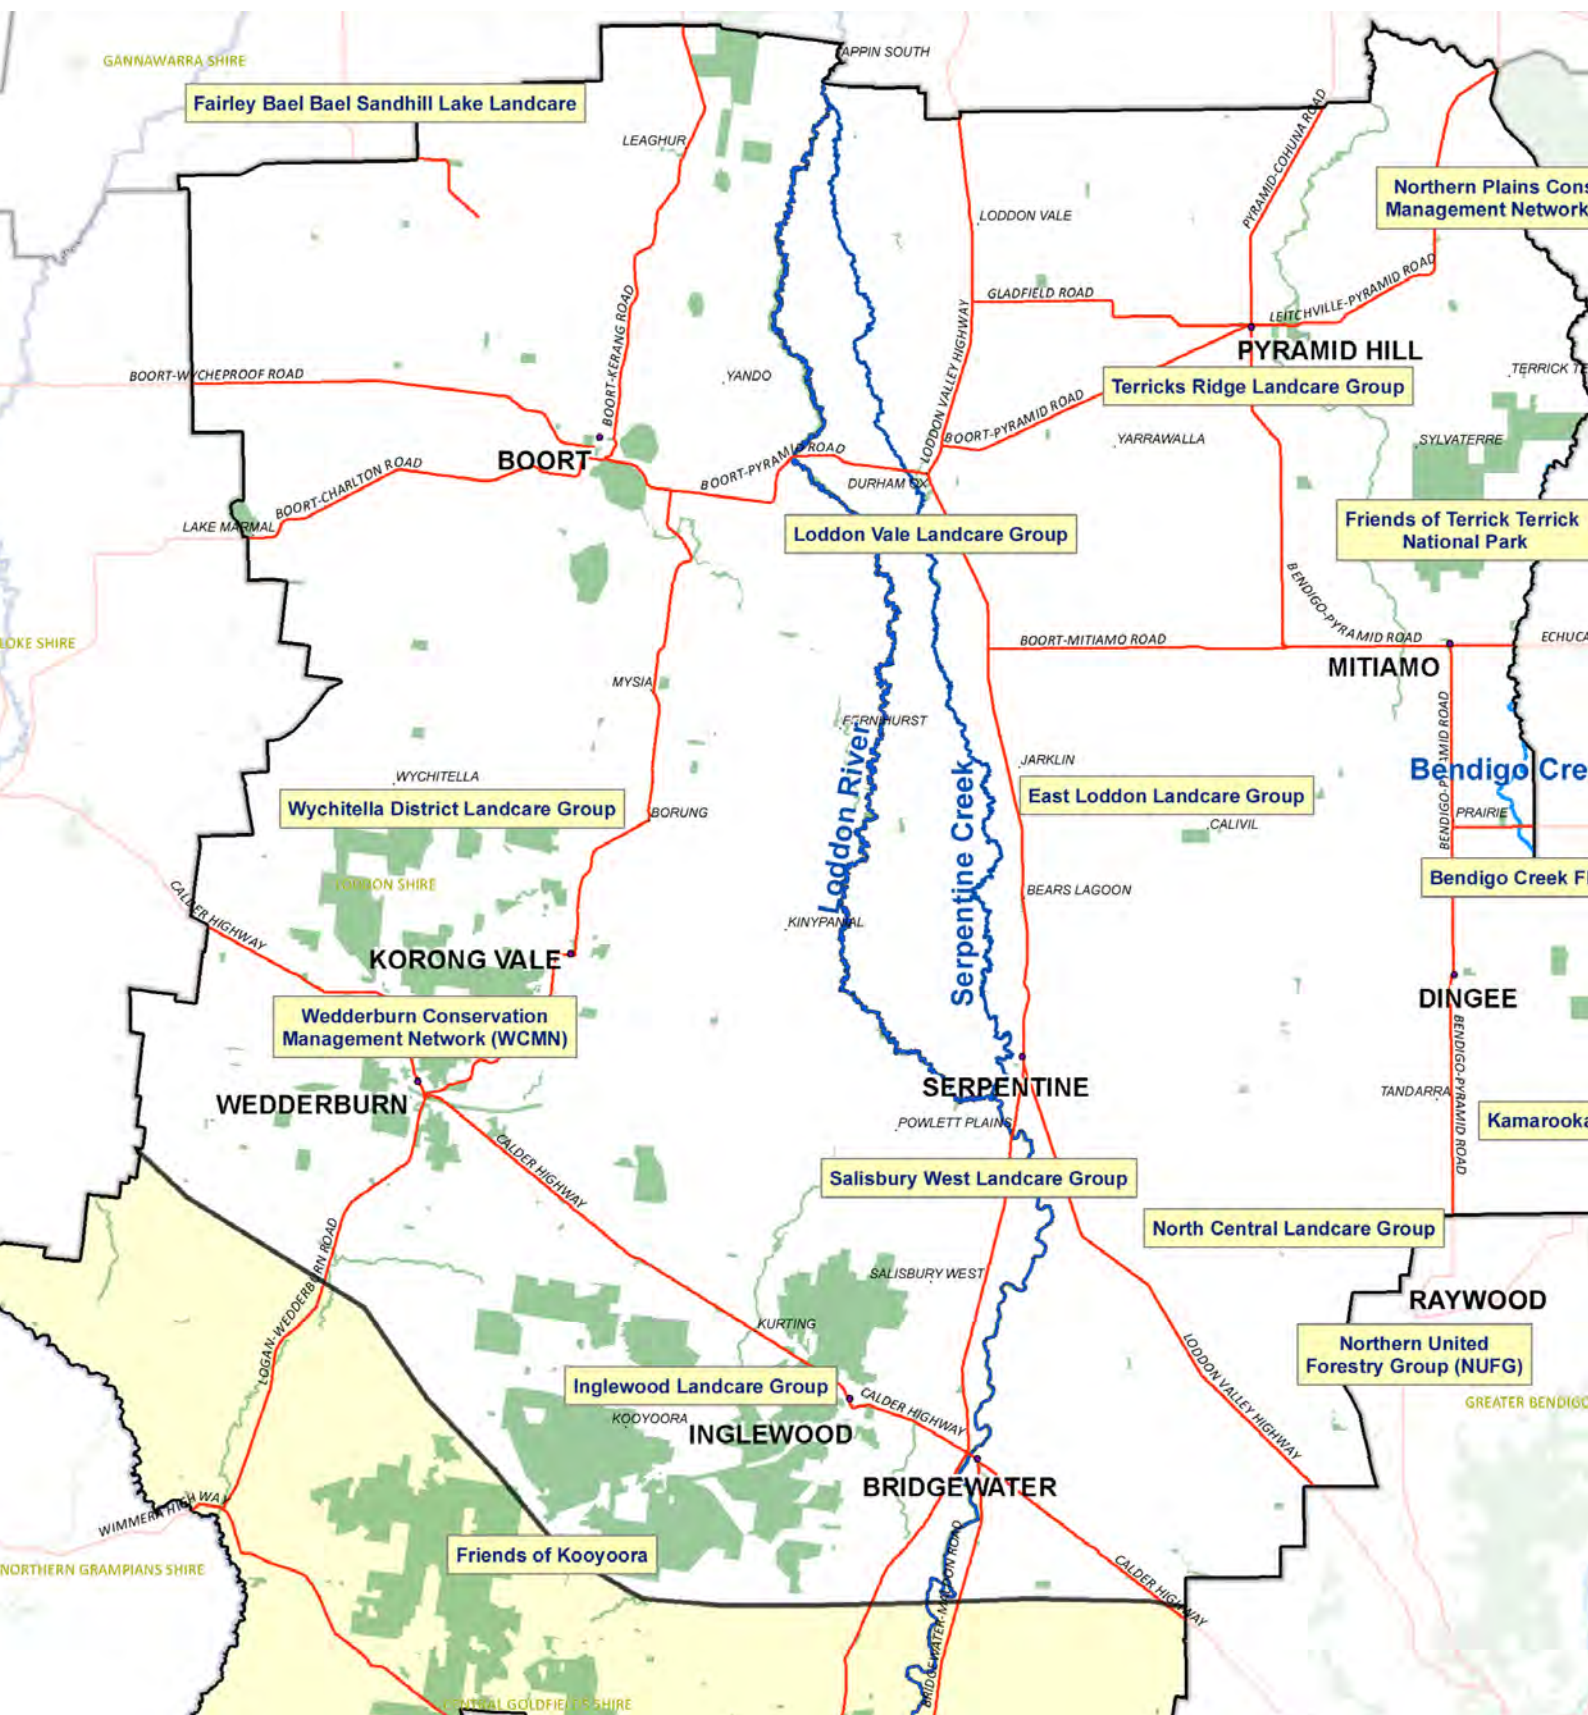 APPIN SOUTH
GANNAWARRA SHIRE
Fairley Bael Bael Sandhill Lake Landcare
LEAGHUR
PYRAMID-COHUNA ROAD
Northern Plains Cons
Management Network
LODDON VALE
BOORT-KERANG ROAD
GLADFIELD ROAD
LEITCHVILLE-PYRAMID ROAD
LODDON VALLEY HIGHWAY
PYRAMID HILL
BOORT-WYCHEPROOF ROAD
YANDO
Terricks Ridge Landcare Group
TERRICK TE
BOORT-PYRAMID ROAD
YARRAWALLA
SYLVATERRE
BOORT
BOORT-PYRAMID ROAD
BOORT-CHARLTON ROAD
DURHAM OX
LAKE MARMAL
Loddon Vale Landcare Group
Friends of Terrick Terrick
National Park
BENDIGO-PYRAMID ROAD
LOKE SHIRE
BOORT-MITIAMO ROAD
ECHUCA
MITIAMO
MYSIA
FERNIHURST
BENDIGO-PYRAMID ROAD
Loddon River
Serpentine Creek
JARKLIN
Bendigo Cre
WYCHITELLA
Wychitella District Landcare Group
BORUNG
East Loddon Landcare Group
CALIVIL
PRAIRIE
LODDON SHIRE
CALDER HIGHWAY
BEARS LAGOON
Bendigo Creek F
KINYPANIAL
KORONG VALE
DINGEE
Wedderburn Conservation
Management Network (WCMN)
BENDIGO-PYRAMID ROAD
SERPENTINE
WEDDERBURN
TANDARRA
POWLETT PLAINS
Kamarooka
CALDER HIGHWAY
Salisbury West Landcare Group
North Central Landcare Group
LOGAN-WEDDERBURN ROAD
SALISBURY WEST
RAYWOOD
KURTING
LODDON VALLEY HIGHWAY
Northern United
Forestry Group (NUFG)
Inglewood Landcare Group
CALDER HIGHWAY
GREATER BENDIGO
KOOYOORA
INGLEWOOD
BRIDGEWATER
WIMMERA HIGHWAY
BRIDGEWATER-MALDON ROAD
Friends of Kooyoora
CALDER HIGHWAY
NORTHERN GRAMPIANS SHIRE
CENTRAL GOLDFIELDS SHIRE